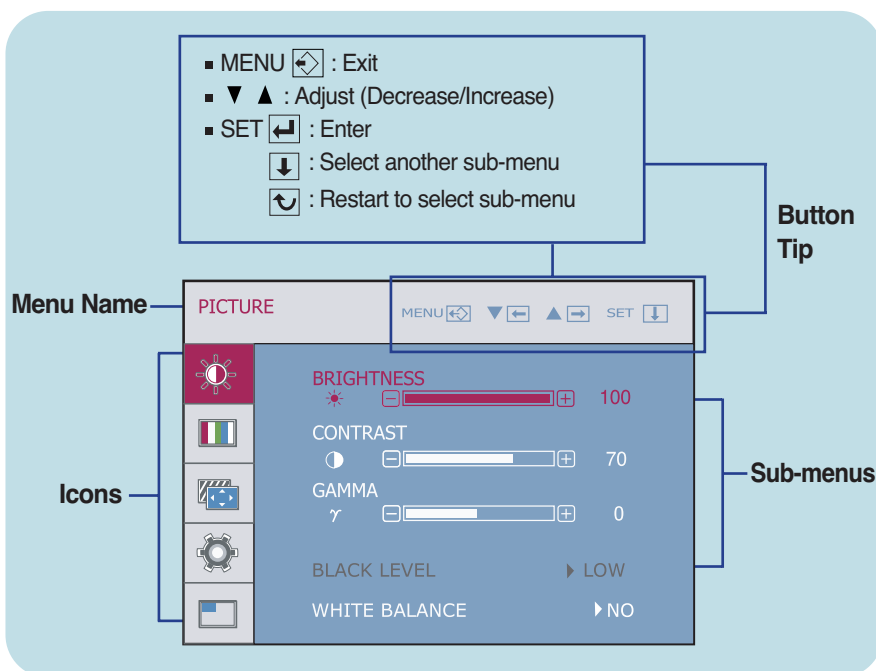 ▪ MENU : Exit
▪ ▼ ▲ : Adjust (Decrease/Increase)
▪ SET : Enter
: Select another sub-menu
: Restart to select sub-menu
Button
Tip
Menu Name
PICTURE
MENU ▼ ▲ SET
BRIGHTNESS
100
CONTRAST
70
GAMMA
γ 0
Icons
Sub-menus
BLACK LEVEL LOW
WHITE BALANCE NO